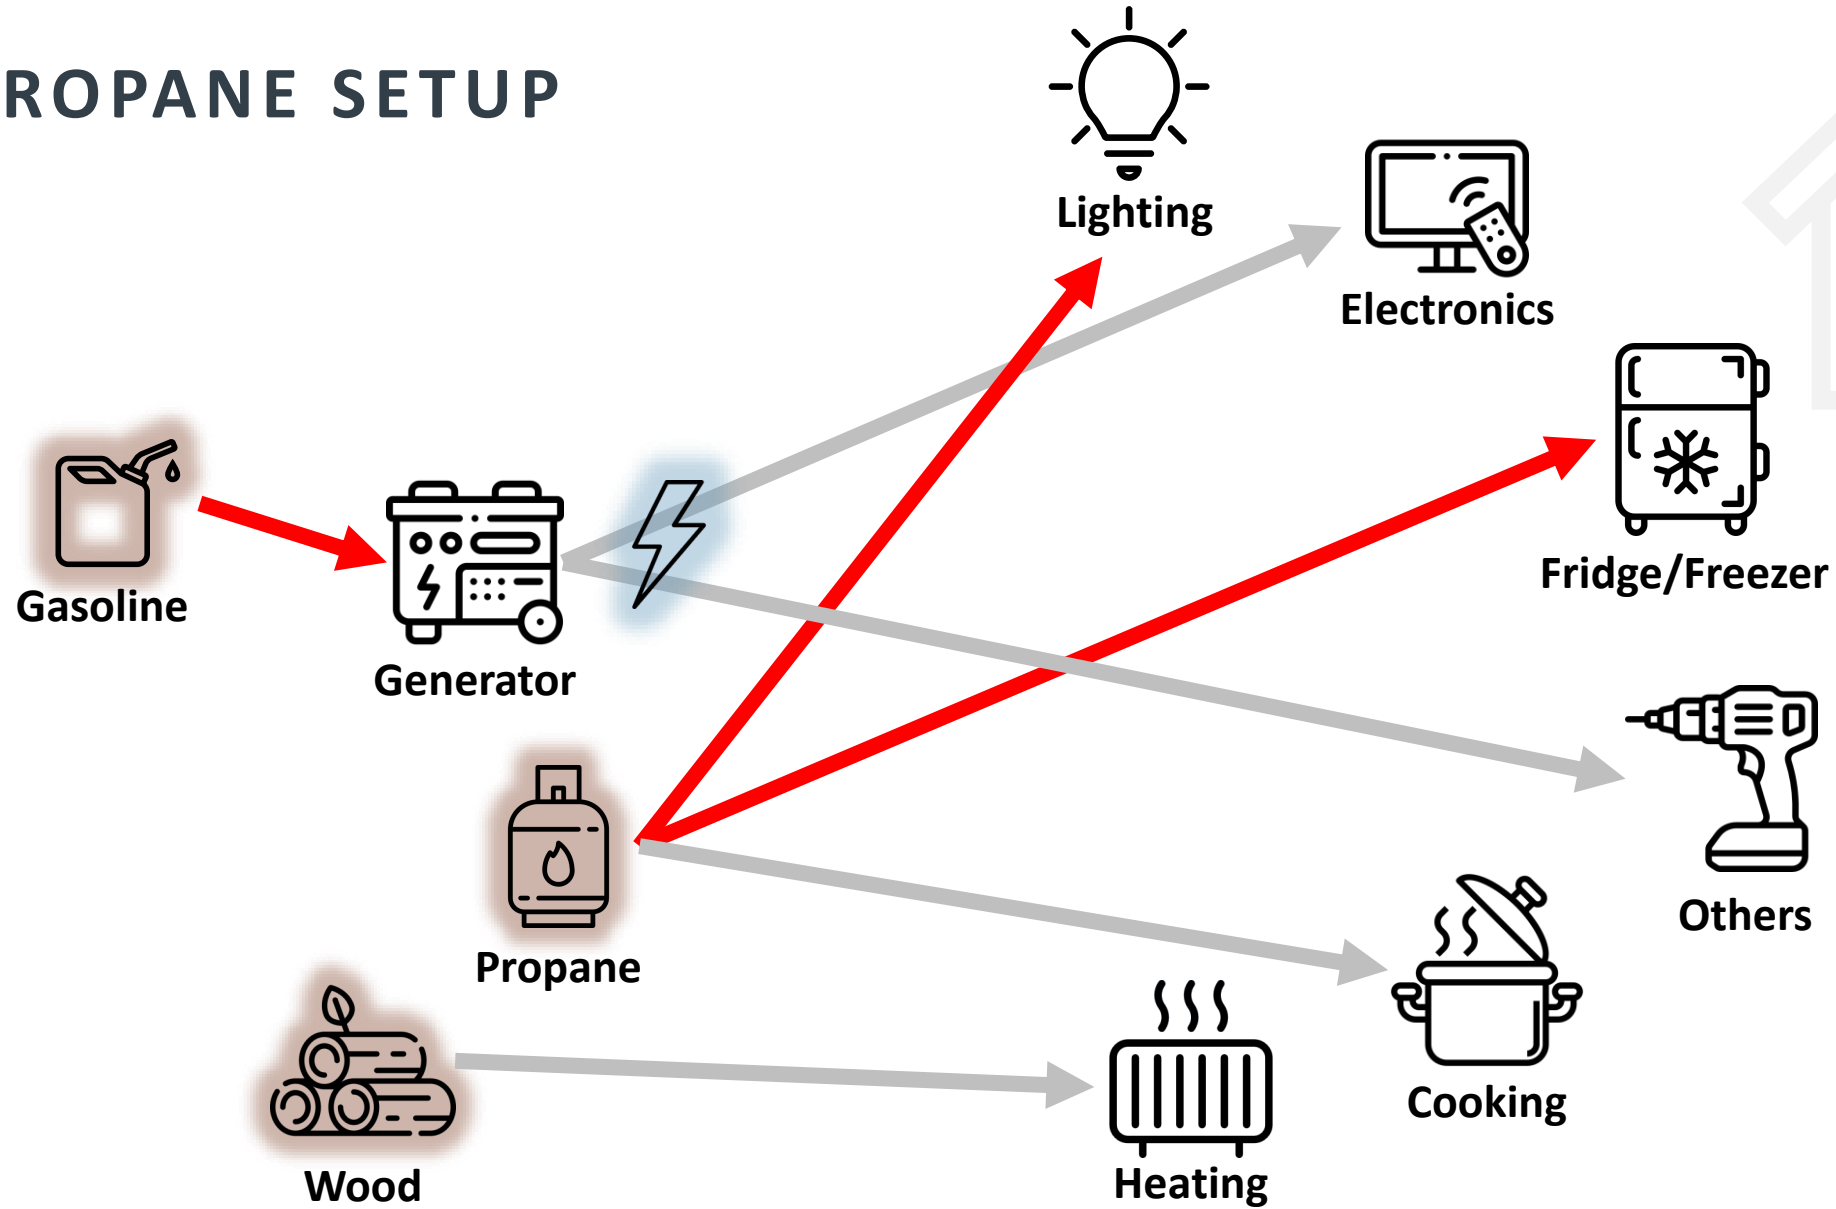 ROPANE SETUP
Lighting
Electronics
Fridge/Freezer
Gasoline
Generator
Others
Propane
Cooking
Wood
Heating